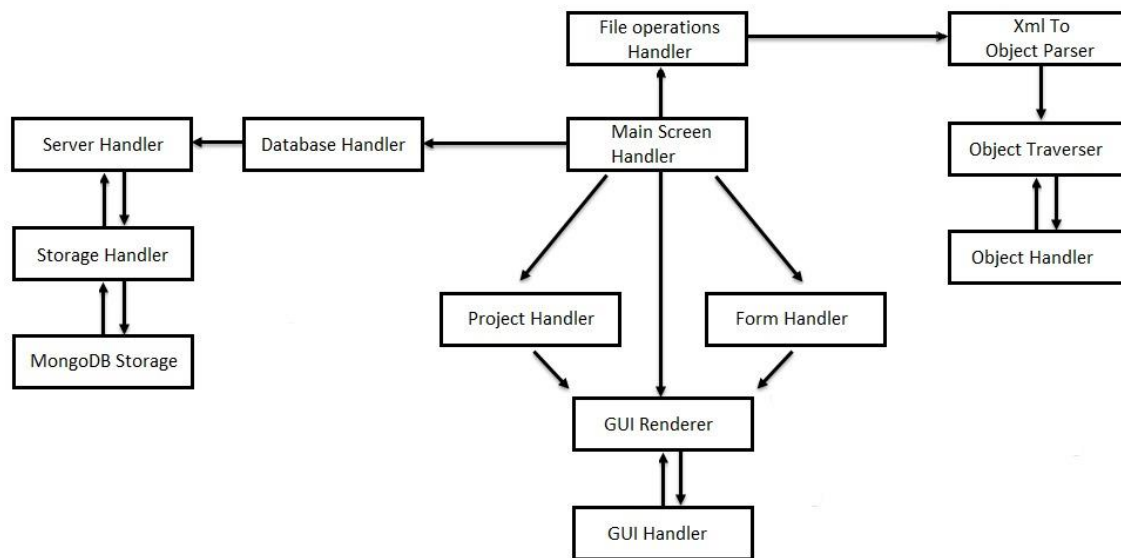 File operations
Handler
Xml To
Object Parser
Server Handler
Database Handler
Main Screen
Handler
Object Traverser
Storage Handler
Object Handler
Project Handler
Form Handler
MongoDB Storage
GUI Renderer
GUI Handler